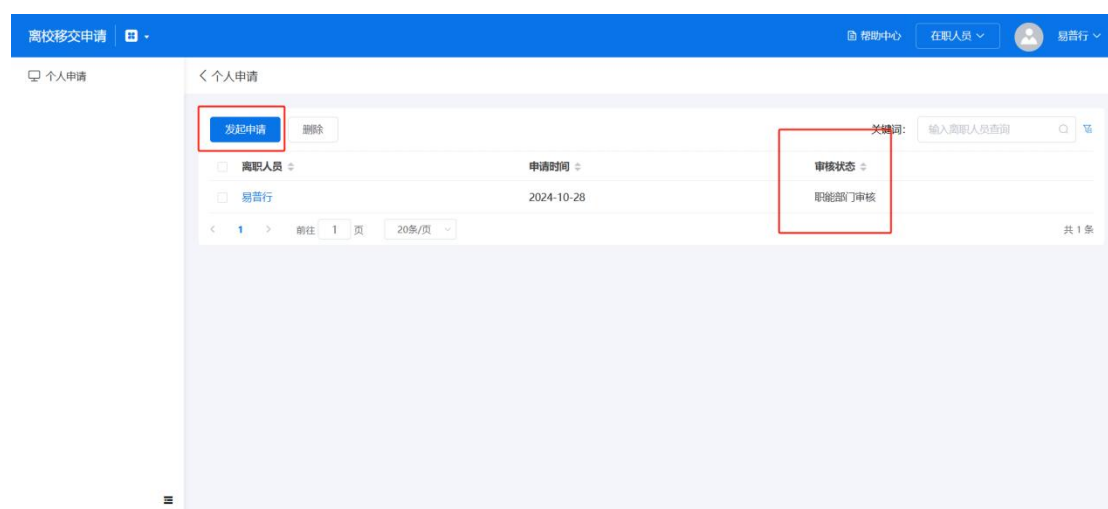 离校移交申请 帮助中心 在职人员 易普行
个人申请 个人申请
发起申请 删除 关键词: 输入离职人员查询
离职人员 申请时间 审核状态
易普行 2024-10-28 职能部门审核
1 前往 1 页 20条/页 共 1 条